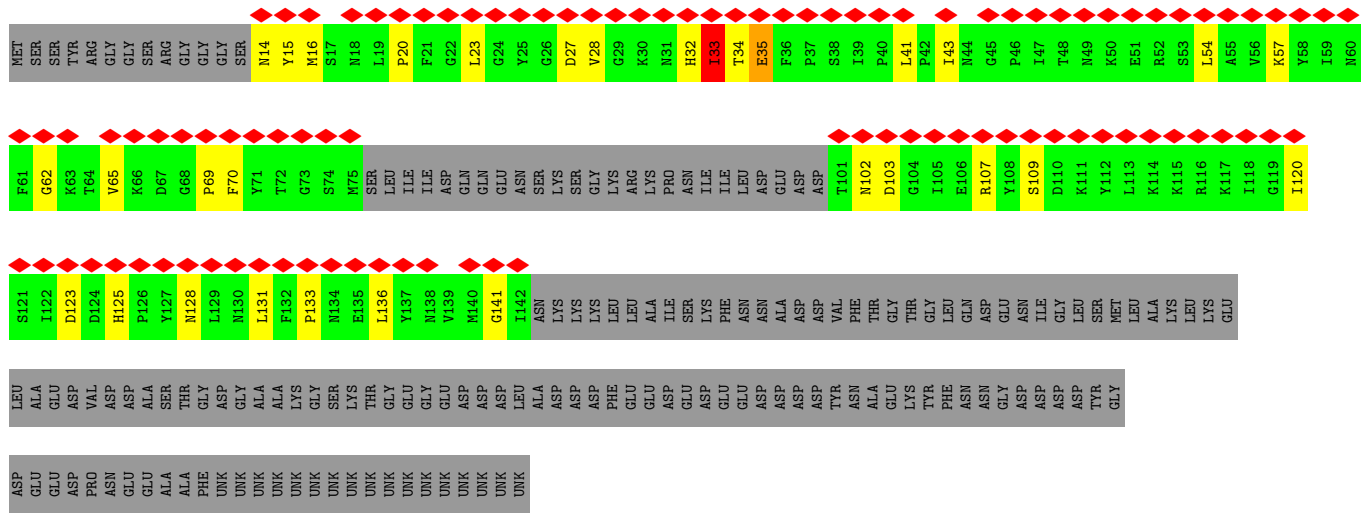 MET SER SER TYR ARG GLY GLY SER ARG GLY GLY GLY SER N14 Y15 M16 S17 N18 L19 P20 F21 G22 L23 G24 Y25 G26 D27 V28 G29 K30 N31 H32 I33 T34 E35 F36 P37 S38 I39 P40 L41 P42 I43 N44 G45 P46 I47 T48 N49 K50 E51 R52 S53 L54 A55 V56 K57 Y58 I59 N60
F61 G62 K63 T64 V65 K66 D67 G68 P69 F70 Y71 T72 G73 S74 M75 SER LEU ILE ILE ASP GLN GLN GLU ASN SER LYS SER GLY LYS ARG LYS PRO ASN ILE ILE LEU ASP GLU ASP ASP T101 N102 D103 G104 I105 E106 R107 Y108 S109 D110 K111 Y112 L113 K114 K115 R116 K117 I118 G119 I120
S121 I122 D123 D124 H125 P126 Y127 N128 L129 N130 L131 F132 P133 N134 E135 L136 Y137 N138 V139 M140 G141 I142 ASN LYS LYS LYS LEU LEU ALA ILE SER LYS PHE ASN ASN ALA ASP ASP VAL PHE THR GLY THR GLY LEU GLN ASP GLU ASN ILE GLY LEU SER MET LEU ALA LYS LEU LYS GLU
LEU ALA GLU ASP VAL ASP ASP ALA SER THR GLY ASP GLY ALA ALA LYS GLY SER LYS THR GLY GLU GLY GLU ASP ASP ASP LEU ALA ASP ASP ASP PHE GLU GLU ASP GLU ASP GLU GLU ASP ASP ASP ASP TYR ASN ALA GLU LYS TYR PHE ASN ASN GLY ASP ASP ASP ASP TYR GLY
ASP GLU GLU ASP PRO ASN GLU GLU ALA ALA PHE UNK UNK UNK UNK UNK UNK UNK UNK UNK UNK UNK UNK UNK UNK UNK UNK UNK